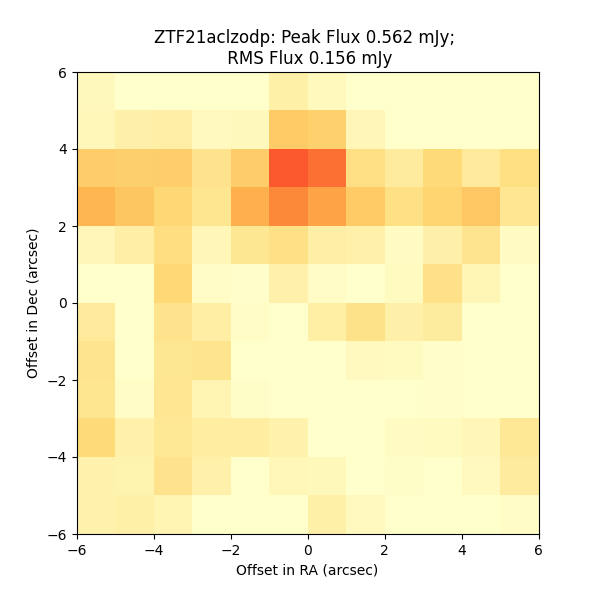 ZTF21aclzodp: Peak Flux 0.562 mJy;
RMS Flux 0.156 mJy
6
4
2
0
−2
−4
−6
Offset in Dec (arcsec)
−6 −4 −2 0 2 4 6
Offset in RA (arcsec)